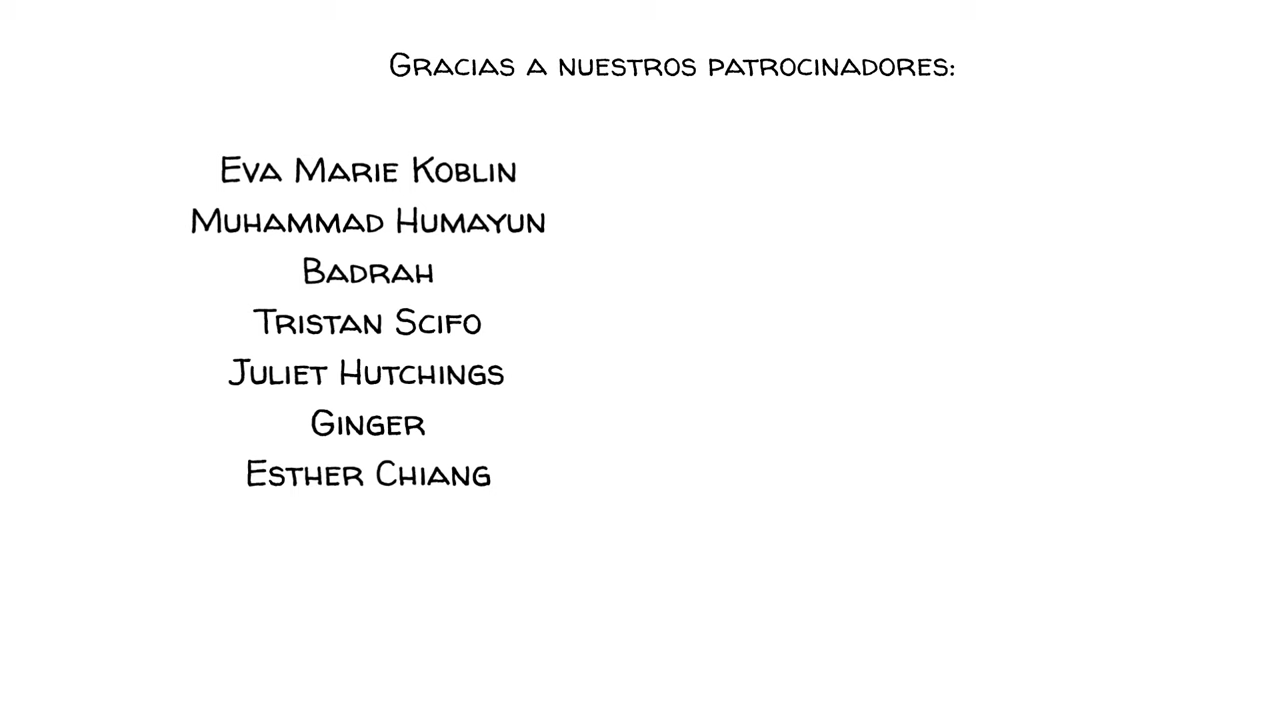 Gracias a nuestros patrocinadores:
Eva Marie Koblin
Muhammad Humayun
Badrah
Tristan Scifo
Juliet Hutchings
Ginger
Esther Chiang